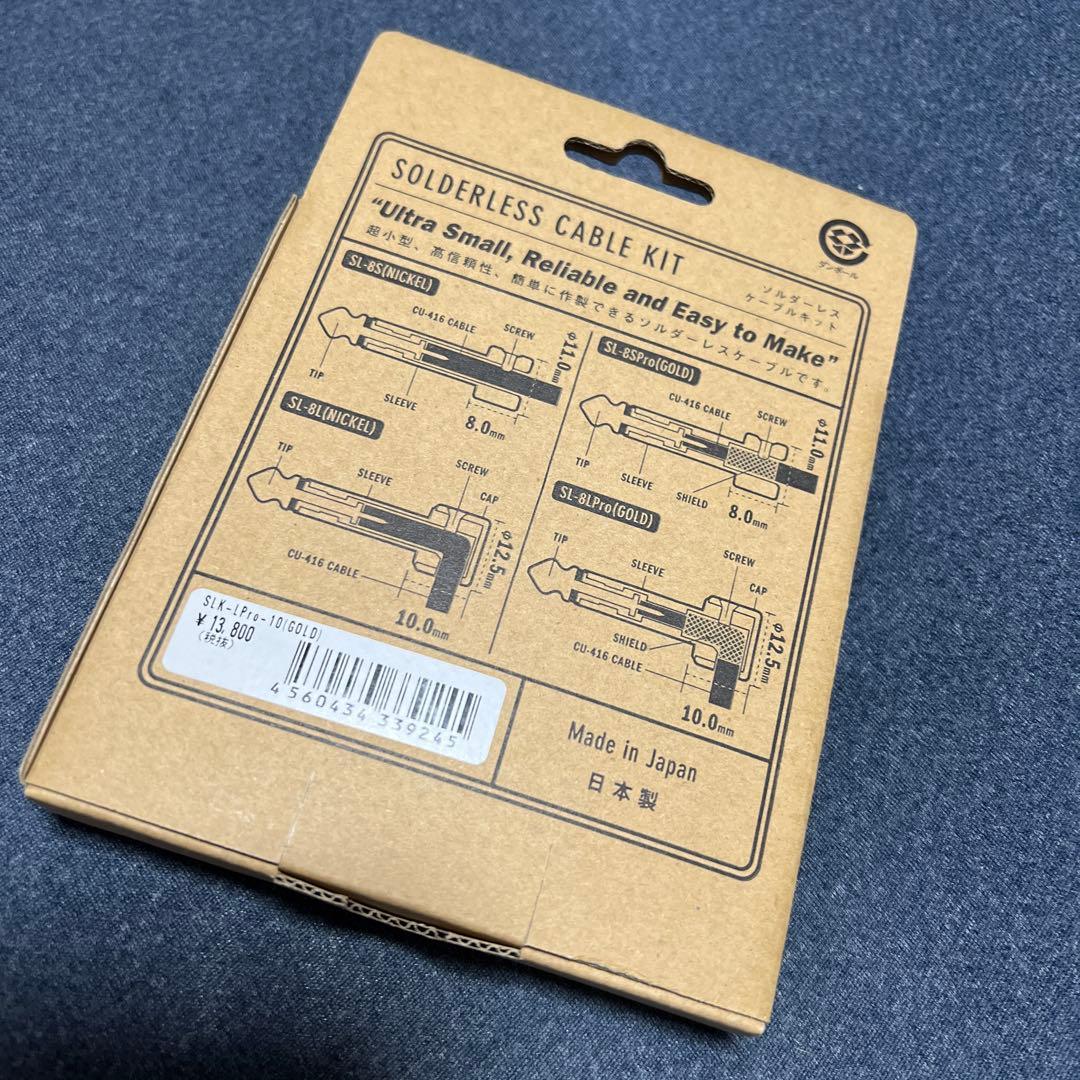 SOLDERLESS CABLE KIT
ダンボール
ソルダーレス
ケーブルキット
“Ultra Small, Reliable and Easy to Make”
超小型、高信頼性、簡単に作製できるソルダーレスケーブルです。
SL-8S(NICKEL)
CU-416 CABLE
SCREW
φ11.0mm
TIP
SLEEVE
8.0mm
SL-8SPro(GOLD)
CU-416 CABLE
SCREW
φ11.0mm
TIP
SLEEVE
SHIELD
8.0mm
SL-8L(NICKEL)
TIP
SLEEVE
SCREW
CAP
φ12.5mm
CU-416 CABLE
10.0mm
SL-8LPro(GOLD)
TIP
SLEEVE
SCREW
CAP
φ12.5mm
SHIELD
CU-416 CABLE
10.0mm
SLK-LPro-10(GOLD)
¥13,800
(税抜)
4560434 339245
Made in Japan
日本製